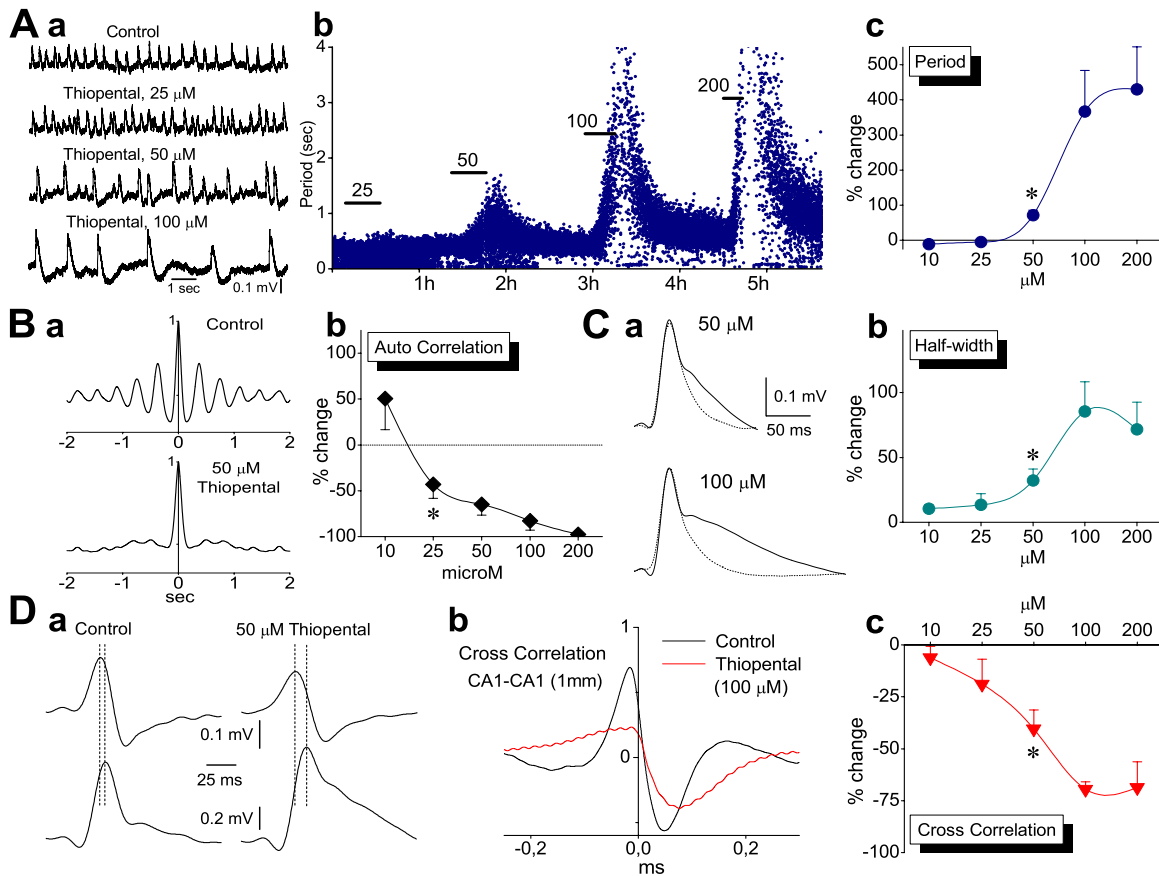 A a
Control
Thiopental, 25 μM
Thiopental, 50 μM
Thiopental, 100 μM
1 sec
0.1 mV
b
Period (sec)
4
3
2
1
0
25
50
100
200
1h
2h
3h
4h
5h
c
Period
% change
500
400
300
200
100
0
*
10
25
50
100
200
μM
B a
1
Control
-2
-1
0
1
2
1
50 μM
Thiopental
-2
-1
0
1
2
sec
b
Auto Correlation
% change
100
50
0
-50
-100
*
10
25
50
100
200
microM
C a
50 μM
0.1 mV
50 ms
100 μM
b
Half-width
% change
100
50
0
*
10
25
50
100
200
μM
D a
Control
50 μM Thiopental
0.1 mV
25 ms
0.2 mV
b
Cross Correlation
CA1-CA1 (1mm)
1
0
Control
Thiopental
(100 μM)
-0,2
0,0
0,2
ms
c
μM
10
25
50
100
200
% change
0
-25
-50
-75
-100
*
Cross Correlation